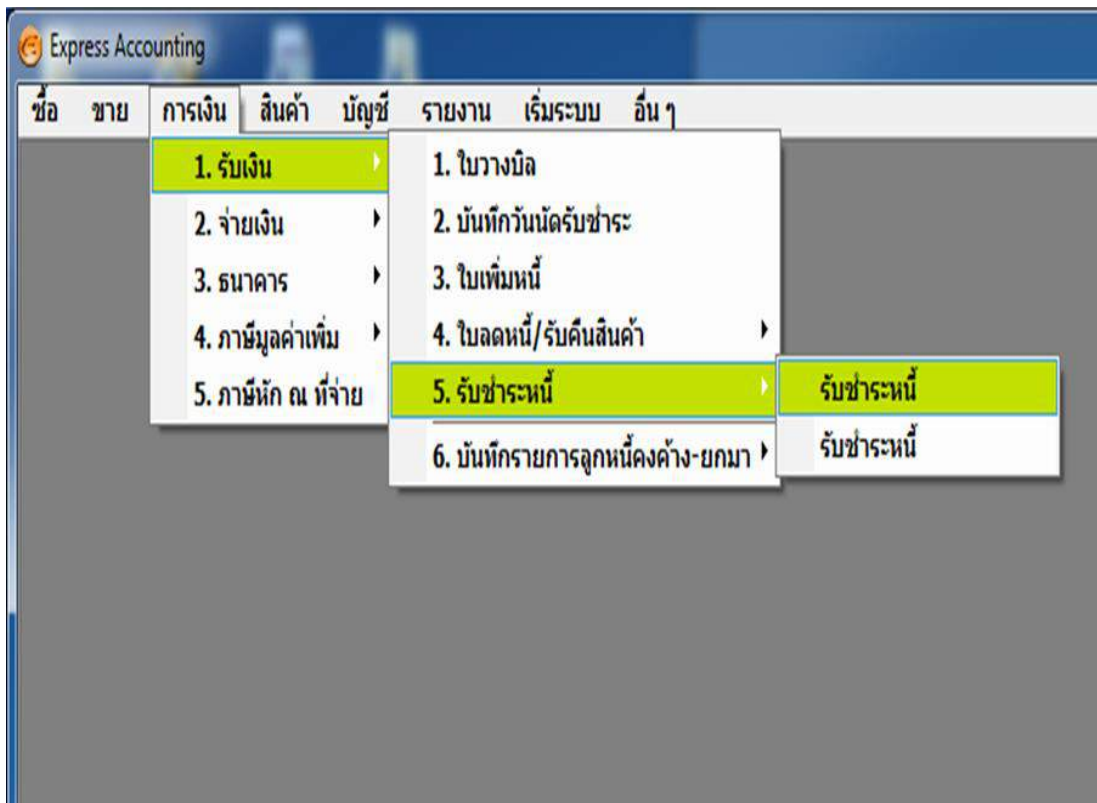 Express Accounting
ซื้อ ขาย การเงิน สินค้า บัญชี รายงาน เริ่มระบบ อื่น ๆ
1. รับเงิน
2. จ่ายเงิน
3. ธนาคาร
4. ภาษีมูลค่าเพิ่ม
5. ภาษีหัก ณ ที่จ่าย
1. ใบวางบิล
2. บันทึกวันนัดรับชำระ
3. ใบเพิ่มหนี้
4. ใบลดหนี้/รับคืนสินค้า
5. รับชำระหนี้
6. บันทึกรายการลูกหนี้คงค้าง-ยกมา
รับชำระหนี้
รับชำระหนี้